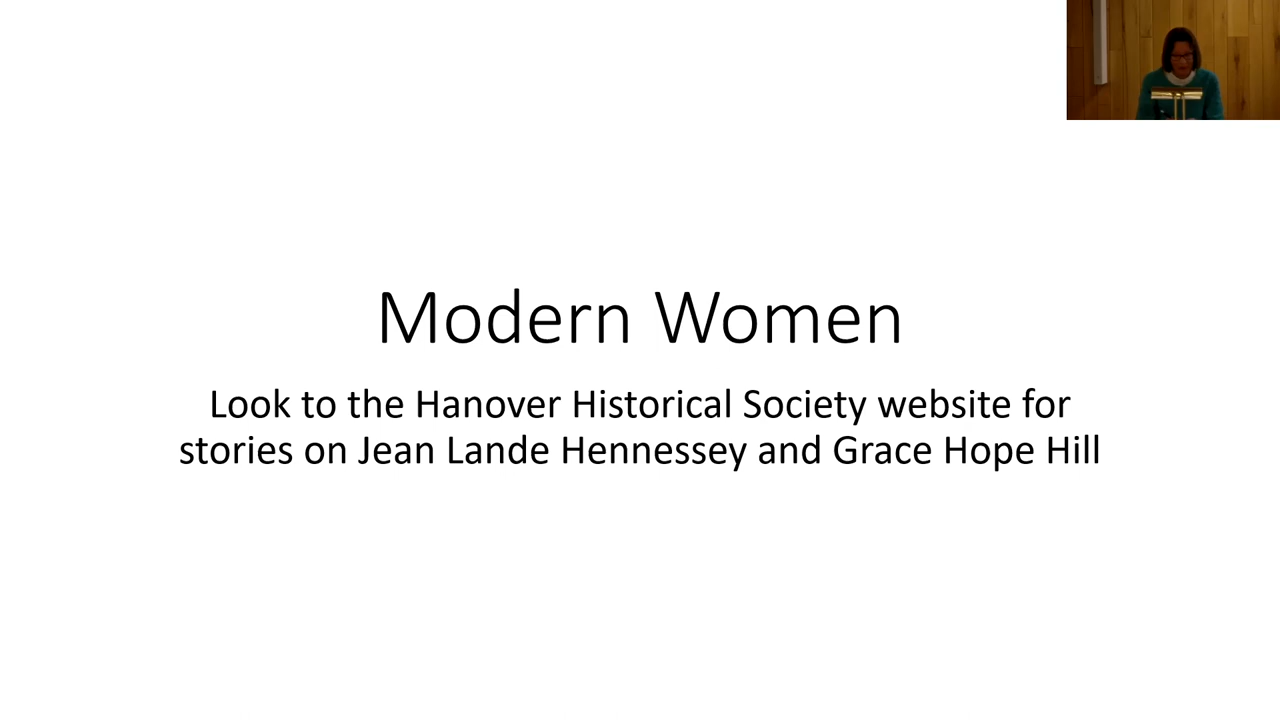 Modern Women
Look to the Hanover Historical Society website for
stories on Jean Lande Hennessey and Grace Hope Hill